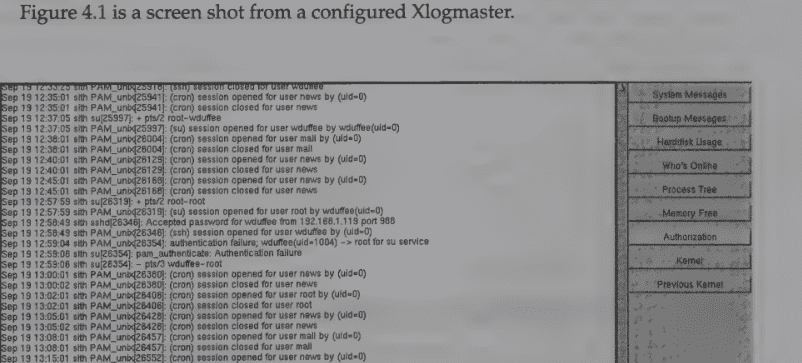 Figure 4.1 is a screen shot from a configured Xlogmaster.
Sep 19 12:33:25 sith PAM_unix[25918]: (ssh) session closed for user wduffee
Sep 19 12:35:01 sith PAM_unix[25941]: (cron) session opened for user news by (uid=0)
Sep 19 12:35:01 sith PAM_unix[25941]: (cron) session closed for user news
Sep 19 12:37:05 sith su[25997]: + pts/2 root-wduffee
Sep 19 12:37:05 sith PAM_unix[25997]: (su) session opened for user wduffee by wduffee(uid=0)
Sep 19 12:38:01 sith PAM_unix[26004]: (cron) session opened for user mail by (uid=0)
Sep 19 12:38:01 sith PAM_unix[26004]: (cron) session closed for user mail
Sep 19 12:40:01 sith PAM_unix[26129]: (cron) session opened for user news by (uid=0)
Sep 19 12:40:01 sith PAM_unix[26129]: (cron) session closed for user news
Sep 19 12:45:01 sith PAM_unix[26168]: (cron) session opened for user news by (uid=0)
Sep 19 12:45:01 sith PAM_unix[26168]: (cron) session closed for user news
Sep 19 12:57:59 sith su[26319]: + pts/2 root-root
Sep 19 12:57:59 sith PAM_unix[26319]: (su) session opened for user root by wduffee(uid=0)
Sep 19 12:58:49 sith sshd[26346]: Accepted password for wduffee from 192.168.1.119 port 988
Sep 19 12:58:49 sith PAM_unix[26346]: (ssh) session opened for user wduffee by (uid=0)
Sep 19 12:59:04 sith PAM_unix[26354]: authentication failure; wduffee(uid=1004) -> root for su service
Sep 19 12:59:06 sith su[26354]: pam_authenticate: Authentication failure
Sep 19 12:59:06 sith su[26354]: - pts/3 wduffee-root
Sep 19 13:00:01 sith PAM_unix[26360]: (cron) session opened for user news by (uid=0)
Sep 19 13:00:02 sith PAM_unix[26360]: (cron) session closed for user news
Sep 19 13:02:01 sith PAM_unix[26406]: (cron) session opened for user root by (uid=0)
Sep 19 13:02:01 sith PAM_unix[26406]: (cron) session closed for user root
Sep 19 13:05:01 sith PAM_unix[26428]: (cron) session opened for user news by (uid=0)
Sep 19 13:05:02 sith PAM_unix[26428]: (cron) session closed for user news
Sep 19 13:08:01 sith PAM_unix[26457]: (cron) session opened for user mail by (uid=0)
Sep 19 13:08:01 sith PAM_unix[26457]: (cron) session closed for user mail
Sep 19 13:15:01 sith PAM_unix[26552]: (cron) session opened for user news by (uid=0)
System Messages
Bootup Messages
Harddisk Usage
Who's Online
Process Tree
Memory Free
Authorization
Kernel
Previous Kernel